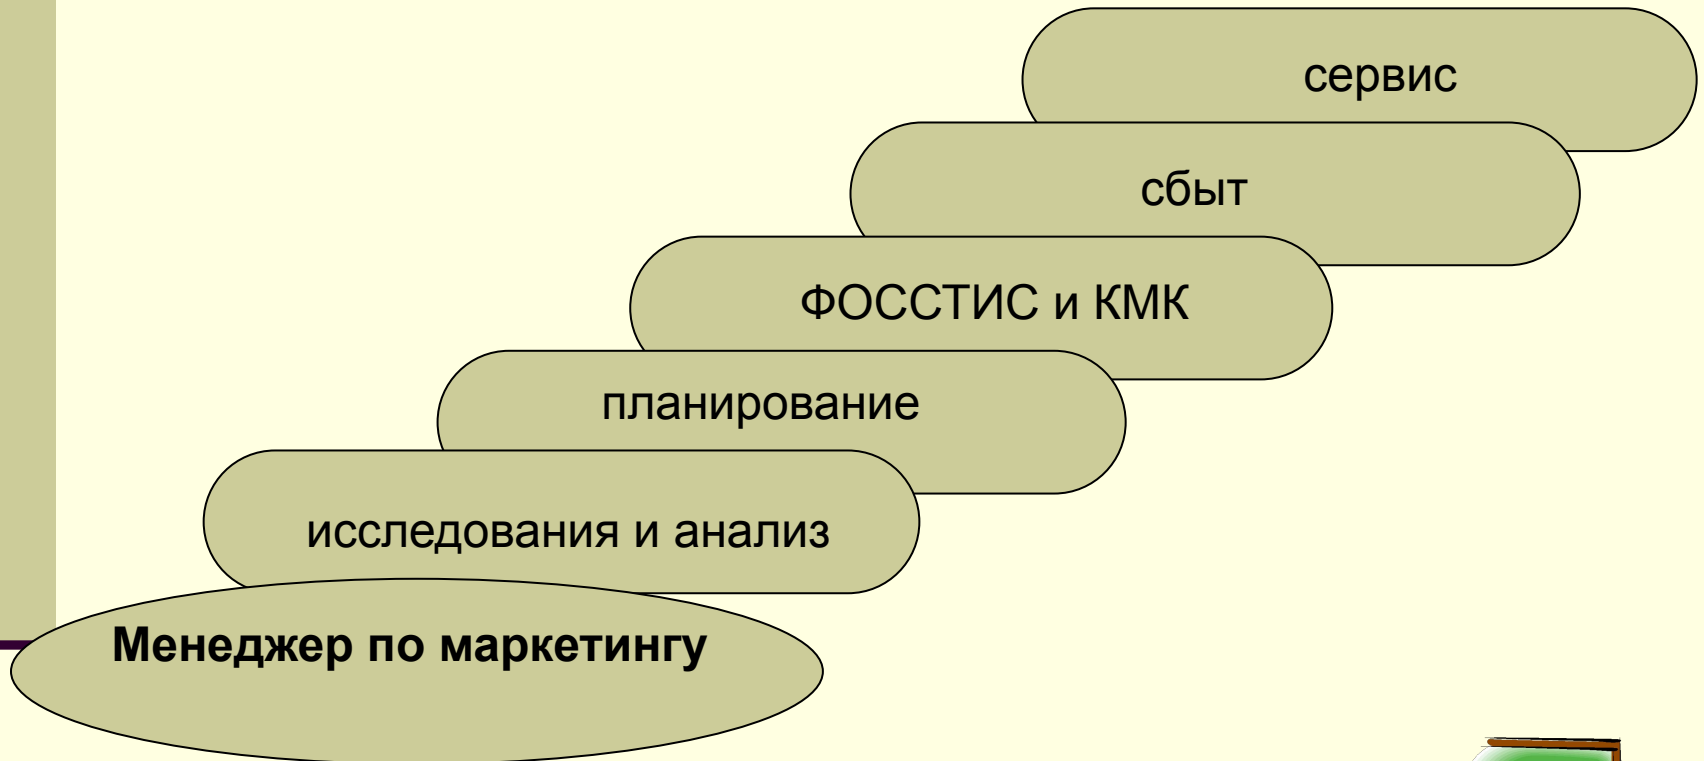 сервис
сбыт
ФОССТИС и КМК
планирование
исследования и анализ
Менеджер по маркетингу